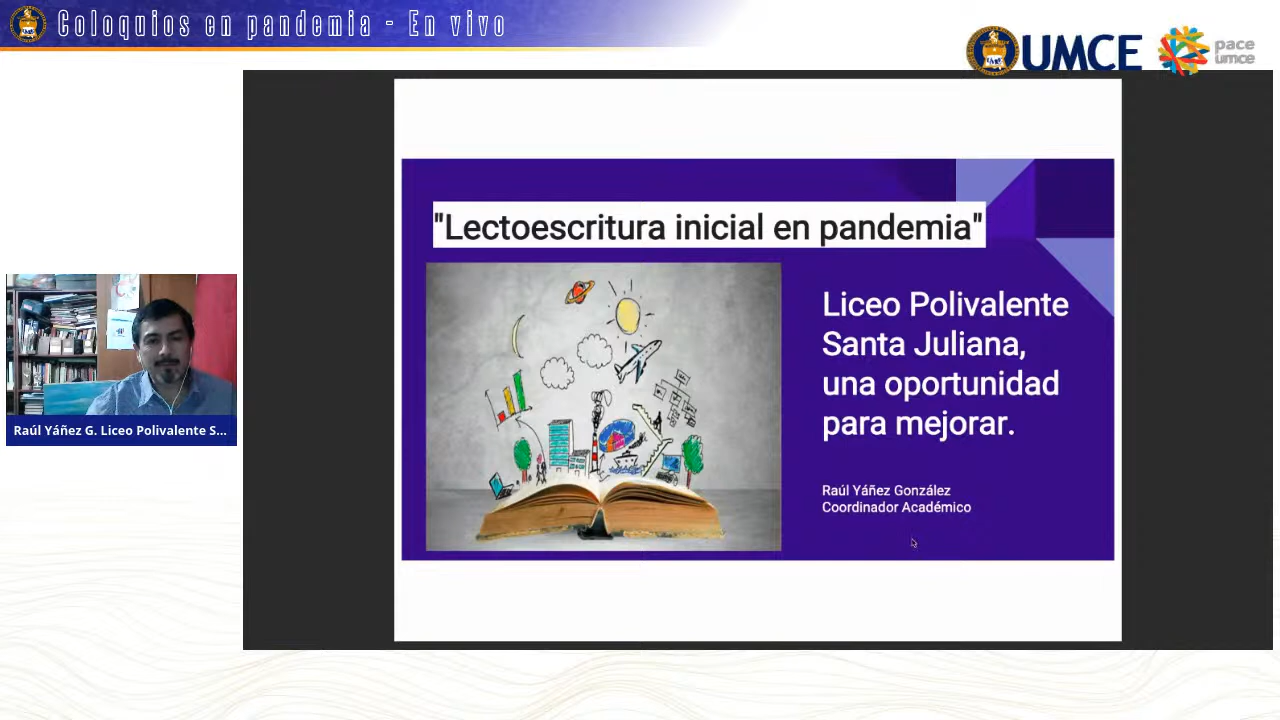 Coloquios en pandemia - En vivo
UMCE
pace
umce
"Lectoescritura inicial en pandemia"
Liceo Polivalente
Santa Juliana,
una oportunidad
para mejorar.
Raúl Yáñez González
Coordinador Académico
Raúl Yáñez G. Liceo Polivalente S...